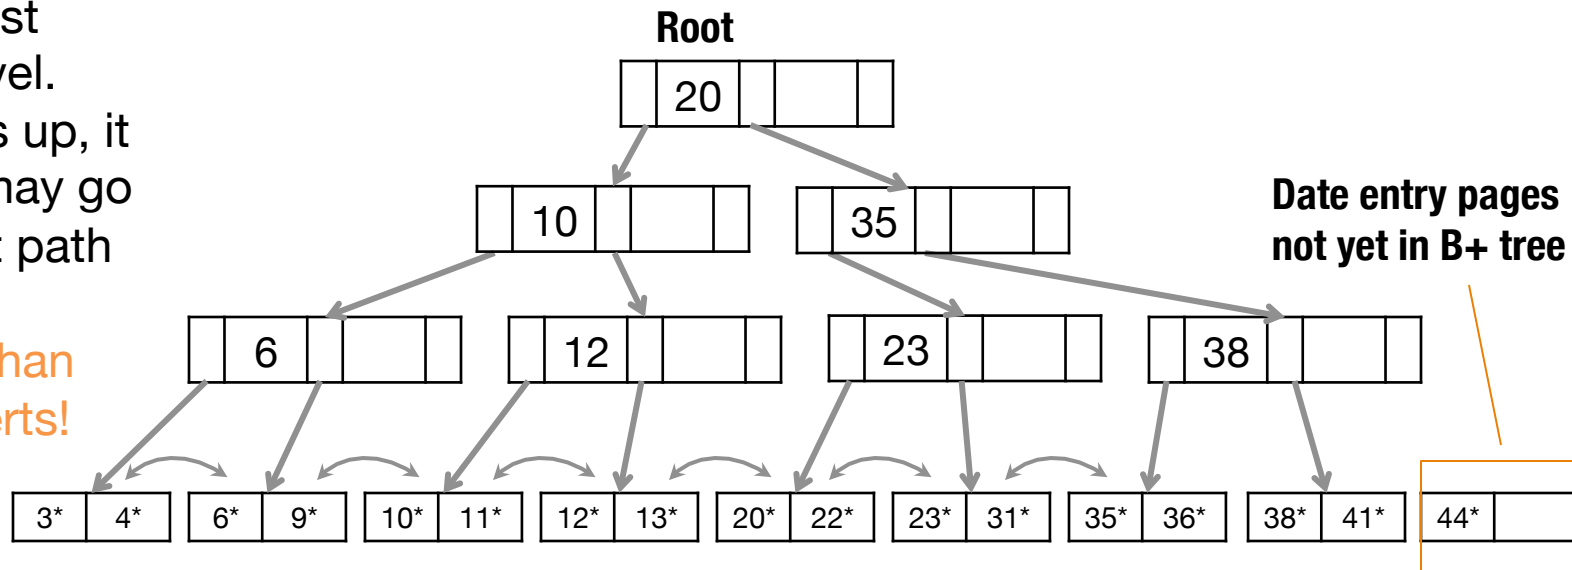 st
vel.
s up, it
may go
t path
han
erts!
Root
20
10
35
Date entry pages
not yet in B+ tree
6
12
23
38
3* 4* 6* 9* 10* 11* 12* 13* 20* 22* 23* 31* 35* 36* 38* 41* 44*